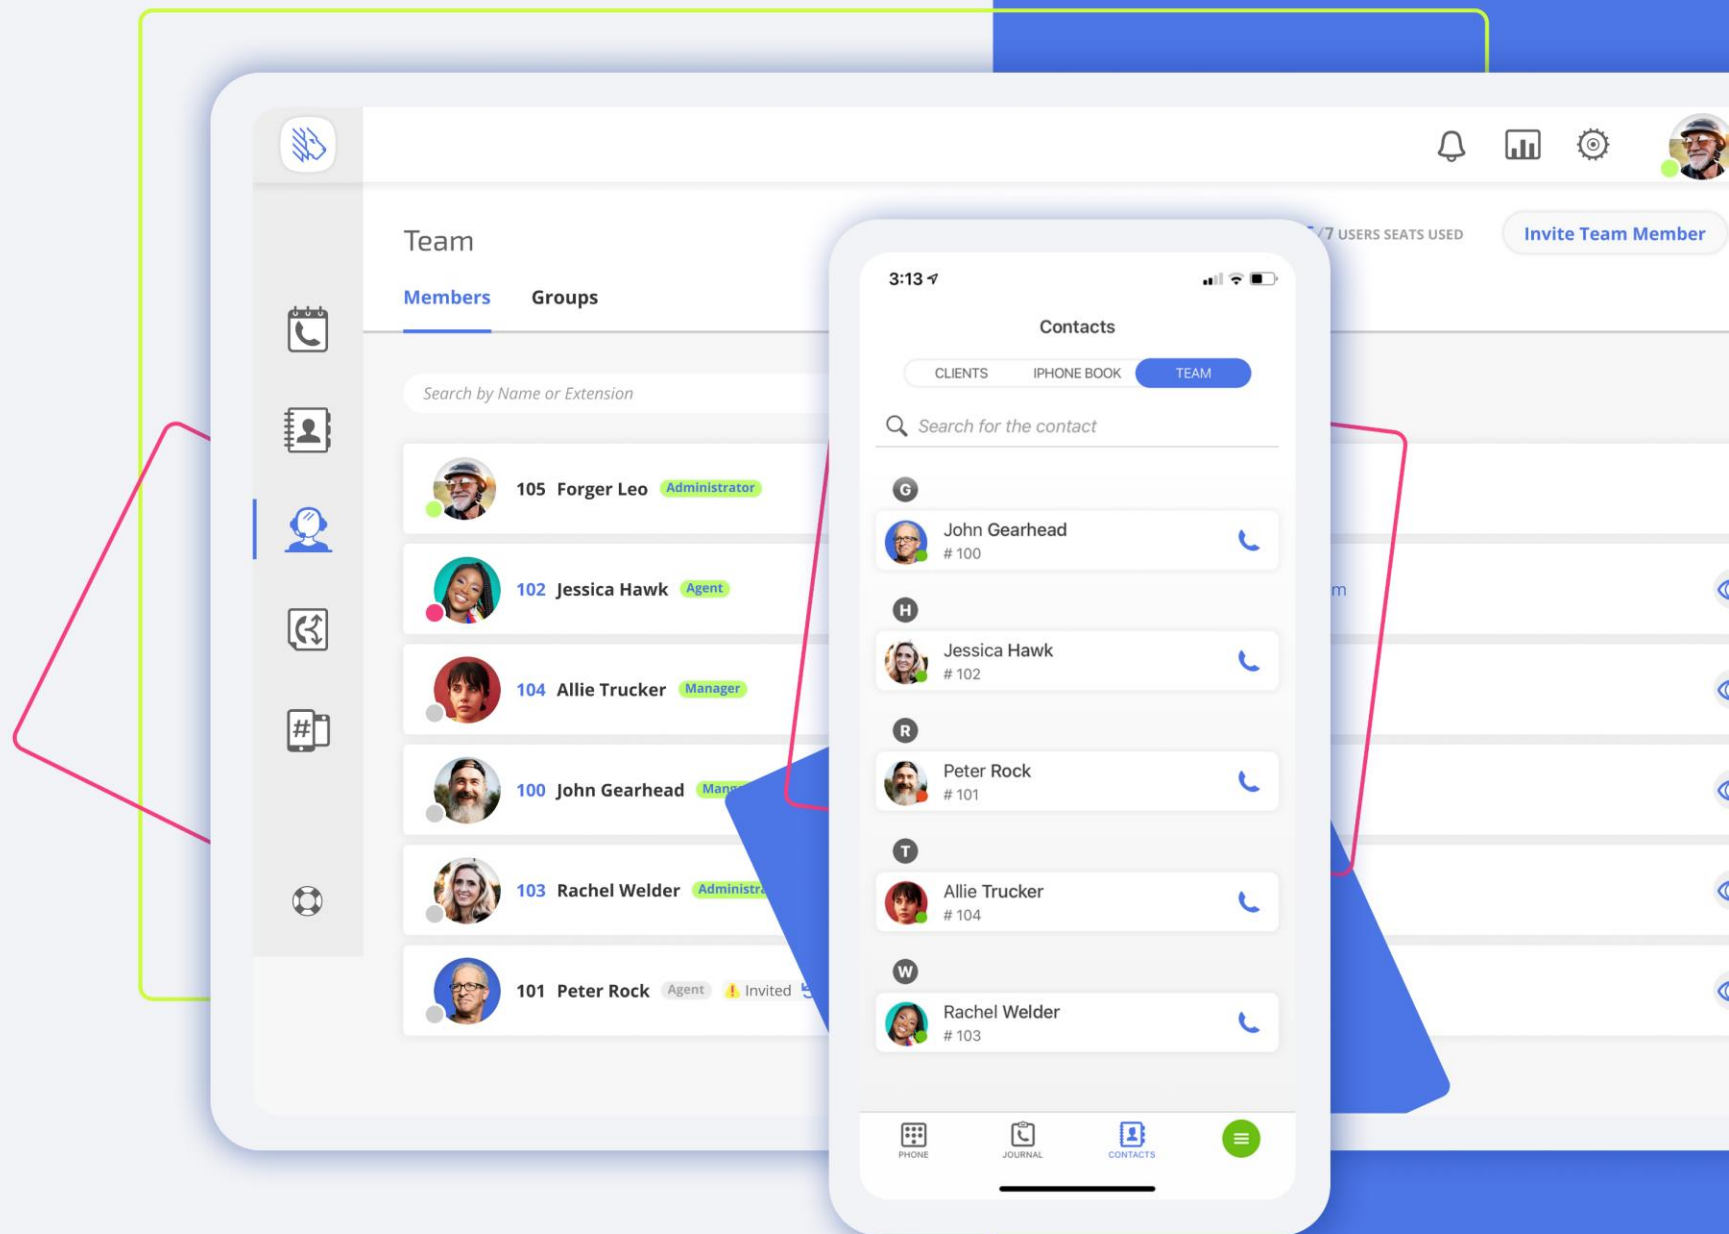 Team
/7 USERS SEATS USED
Invite Team Member
Members Groups
Search by Name or Extension
105 Forger Leo Administrator
102 Jessica Hawk Agent
104 Allie Trucker Manager
100 John Gearhead
103 Rachel Welder
101 Peter Rock Agent Invited
m
3:13
Contacts
CLIENTS IPHONE BOOK TEAM
Search for the contact
G
John Gearhead
# 100
H
Jessica Hawk
# 102
R
Peter Rock
# 101
T
Allie Trucker
# 104
W
Rachel Welder
# 103
#
PHONE JOURNAL CONTACTS